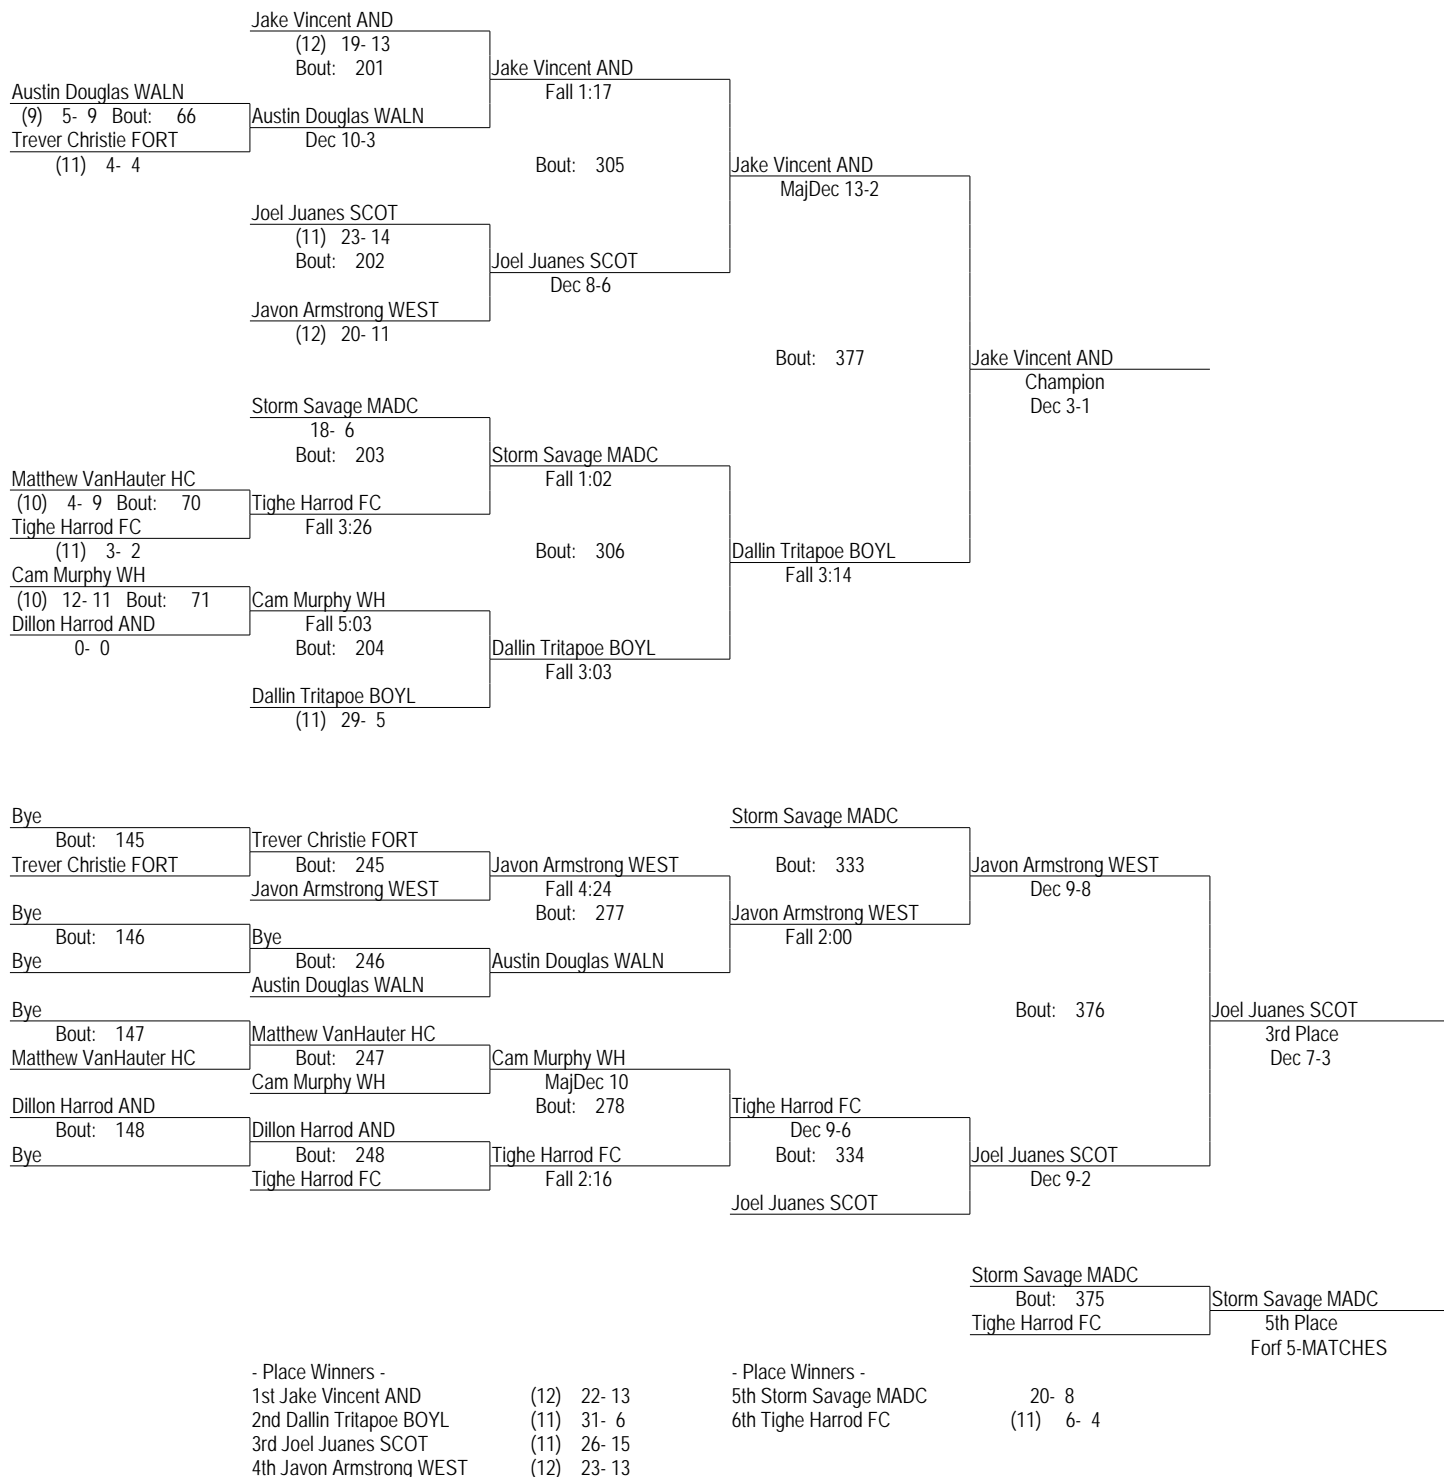 Jake Vincent AND
(12) 19- 13
Bout: 201
Jake Vincent AND
Fall 1:17
Austin Douglas WALN
(9) 5- 9 Bout: 66
Austin Douglas WALN
Dec 10-3
Trever Christie FORT
(11) 4- 4
Bout: 305
Jake Vincent AND
MajDec 13-2
Joel Juanes SCOT
(11) 23- 14
Bout: 202
Joel Juanes SCOT
Dec 8-6
Javon Armstrong WEST
(12) 20- 11
Bout: 377
Jake Vincent AND
Champion
Dec 3-1
Storm Savage MADC
18- 6
Bout: 203
Storm Savage MADC
Fall 1:02
Matthew VanHauter HC
(10) 4- 9 Bout: 70
Tighe Harrod FC
Fall 3:26
Tighe Harrod FC
(11) 3- 2
Bout: 306
Dallin Tritapoe BOYL
Fall 3:14
Cam Murphy WH
(10) 12- 11 Bout: 71
Cam Murphy WH
Fall 5:03
Dillon Harrod AND
0- 0
Bout: 204
Dallin Tritapoe BOYL
Fall 3:03
Dallin Tritapoe BOYL
(11) 29- 5
Bye
Bout: 145
Trever Christie FORT
Trever Christie FORT
Bout: 245
Javon Armstrong WEST
Javon Armstrong WEST
Fall 4:24
Bout: 277
Storm Savage MADC
Bout: 333
Javon Armstrong WEST
Dec 9-8
Bye
Bout: 146
Bye
Bye
Bout: 246
Austin Douglas WALN
Austin Douglas WALN
Javon Armstrong WEST
Fall 2:00
Bye
Bout: 147
Matthew VanHauter HC
Matthew VanHauter HC
Bout: 247
Cam Murphy WH
Cam Murphy WH
MajDec 10
Bout: 278
Bout: 376
Joel Juanes SCOT
3rd Place
Dec 7-3
Dillon Harrod AND
Bout: 148
Bye
Dillon Harrod AND
Bout: 248
Tighe Harrod FC
Tighe Harrod FC
Fall 2:16
Tighe Harrod FC
Dec 9-6
Bout: 334
Joel Juanes SCOT
Joel Juanes SCOT
Dec 9-2
Storm Savage MADC
Bout: 375
Tighe Harrod FC
Storm Savage MADC
5th Place
Forf 5-MATCHES
- Place Winners -
1st Jake Vincent AND (12) 22- 13
2nd Dallin Tritapoe BOYL (11) 31- 6
3rd Joel Juanes SCOT (11) 26- 15
4th Javon Armstrong WEST (12) 23- 13
- Place Winners -
5th Storm Savage MADC 20- 8
6th Tighe Harrod FC (11) 6- 4